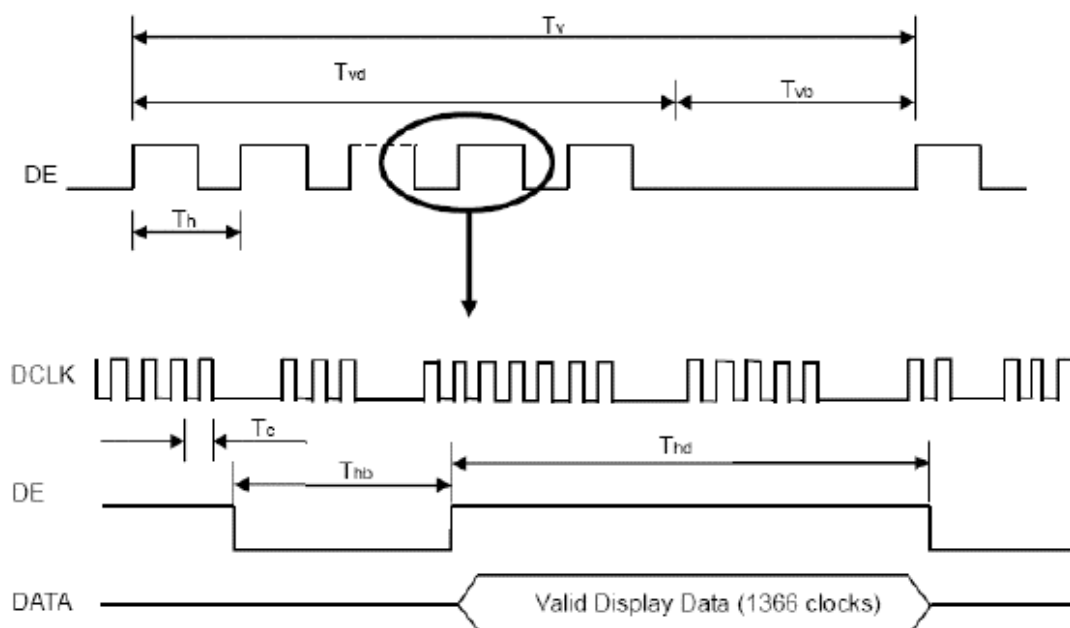 Tv
Tvd
Tvb
DE
Th
DCLK
Tc
Thd
Thb
DE
DATA
Valid Display Data (1366 clocks)